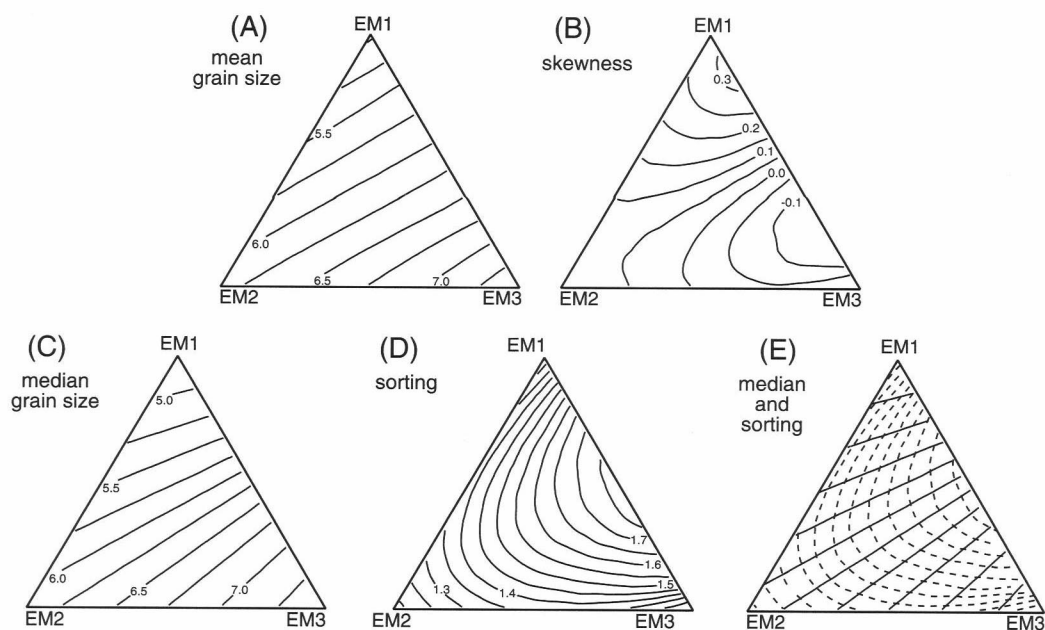 (A)
mean
grain size
EM1
5.5
6.0
6.5
7.0
EM2
EM3
(B)
skewness
EM1
0.3
0.2
0.1
0.0
-0.1
EM2
EM3
(C)
median
grain size
EM1
5.0
5.5
6.0
6.5
7.0
EM2
EM3
(D)
sorting
EM1
1.3
1.4
1.7
1.6
1.5
EM2
EM3
(E)
median
and
sorting
EM1
EM2
EM3